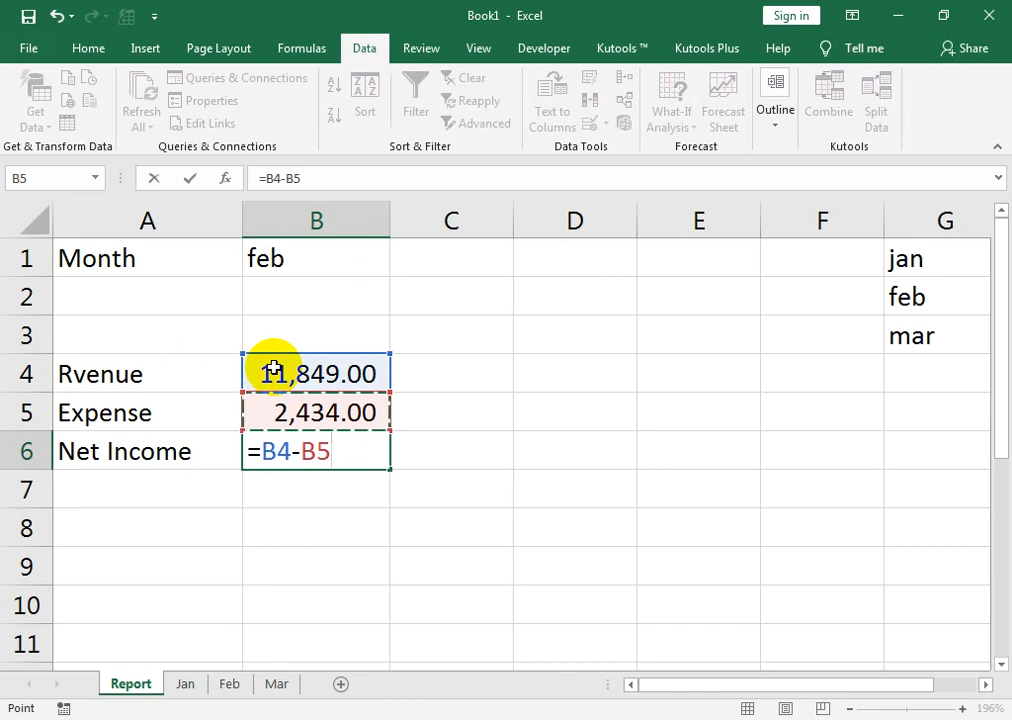 Book1 - Excel
Sign in
File Home Insert Page Layout Formulas Data Review View Developer Kutools ™ Kutools Plus Help Tell me Share
Get Data
Refresh All
Queries & Connections
Properties
Edit Links
Sort
Filter
Clear
Reapply
Advanced
Text to Columns
What-If Analysis
Forecast Sheet
Outline
Combine
Split Data
Get & Transform Data Queries & Connections Sort & Filter Data Tools Forecast Kutools
B5 fx =B4-B5
A B C D E F G
1 Month feb jan
2 feb
3 mar
4 Rvenue 11,849.00
5 Expense 2,434.00
6 Net Income =B4-B5
7
8
9
10
11
Report Jan Feb Mar
Point 196%